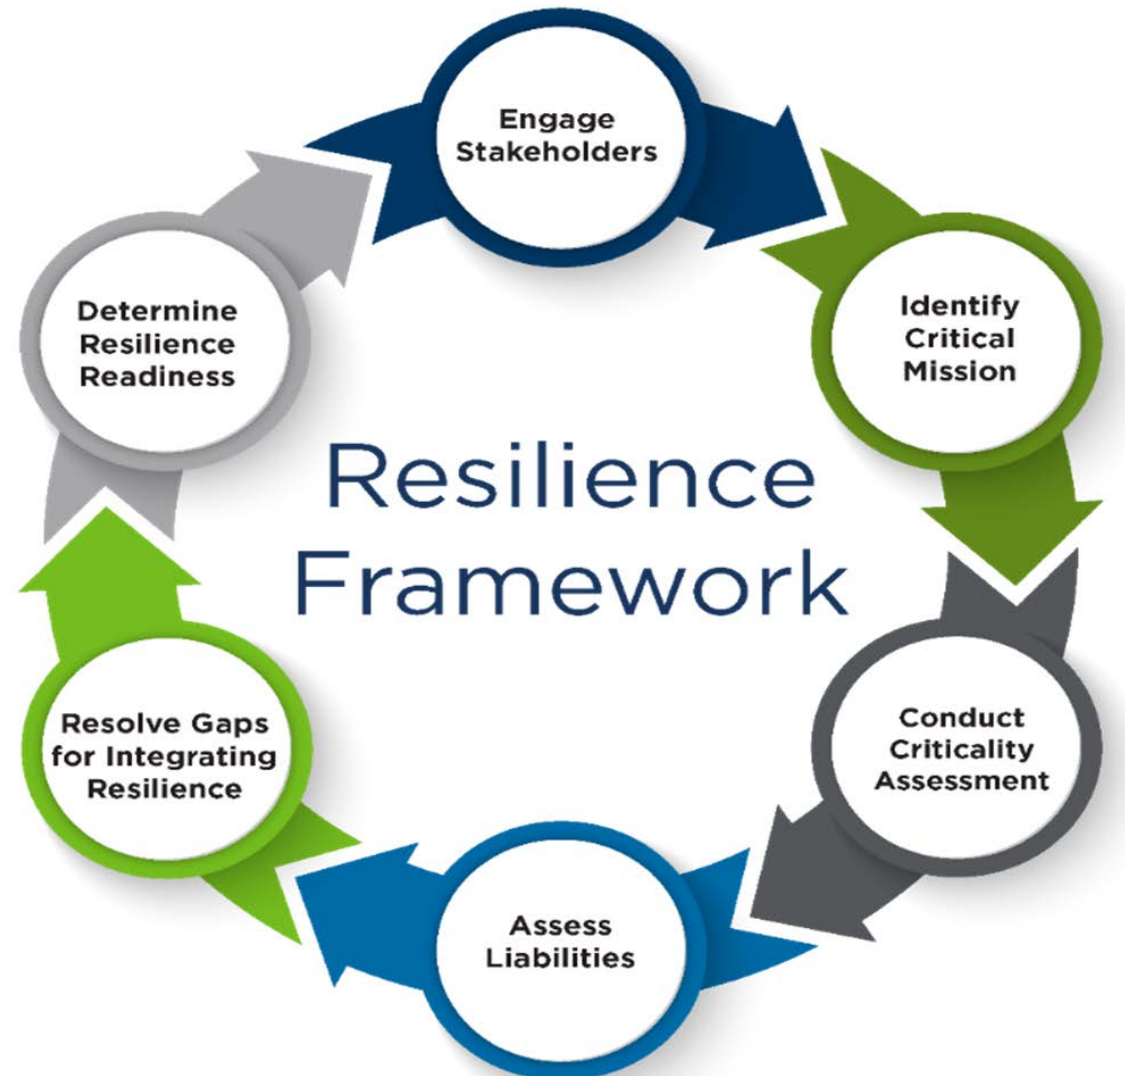 Engage
Stakeholders
Identify
Critical
Mission
Conduct
Criticality
Assessment
Assess
Liabilities
Resolve Gaps
for Integrating
Resilience
Determine
Resilience
Readiness
Resilience
Framework